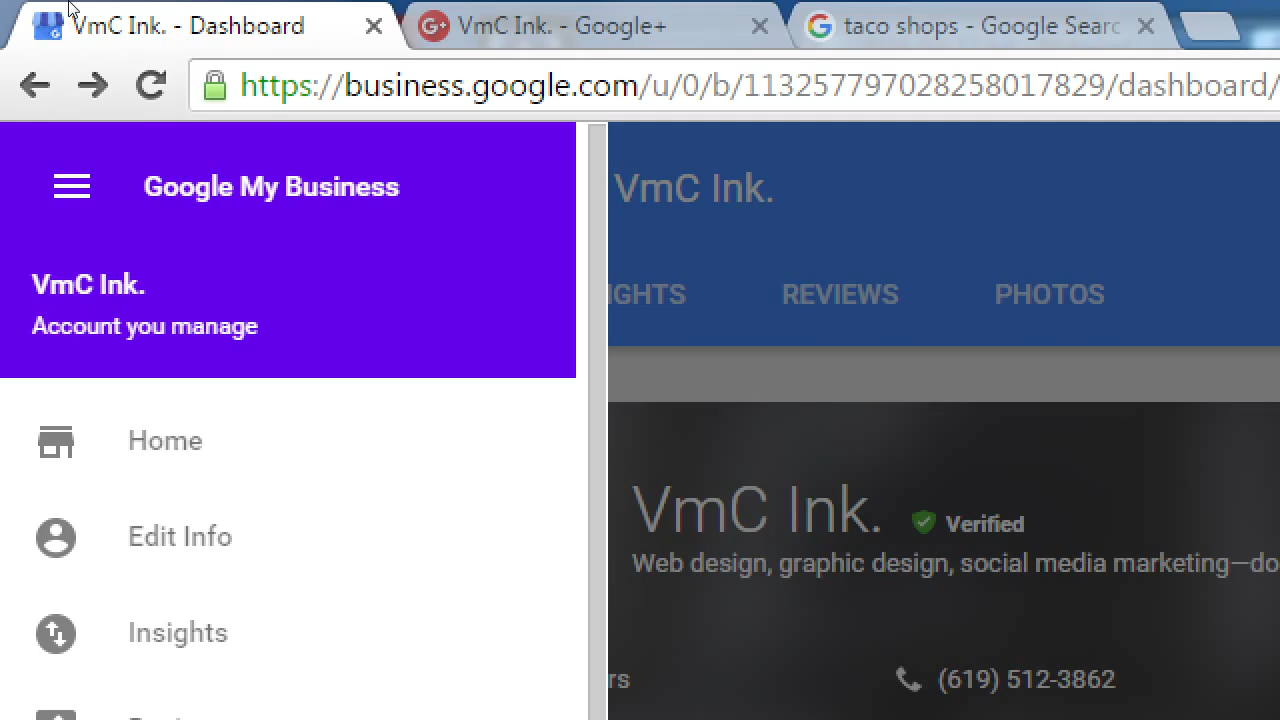 VmC Ink. - Dashboard
VmC Ink. - Google+
taco shops - Google Searc
https://business.google.com/u/0/b/113257797028258017829/dashboard/
Google My Business
VmC Ink.
Account you manage
Home
Edit Info
Insights
VmC Ink.
IGHTS REVIEWS PHOTOS
VmC Ink. Verified
Web design, graphic design, social media marketing—do
rs (619) 512-3862